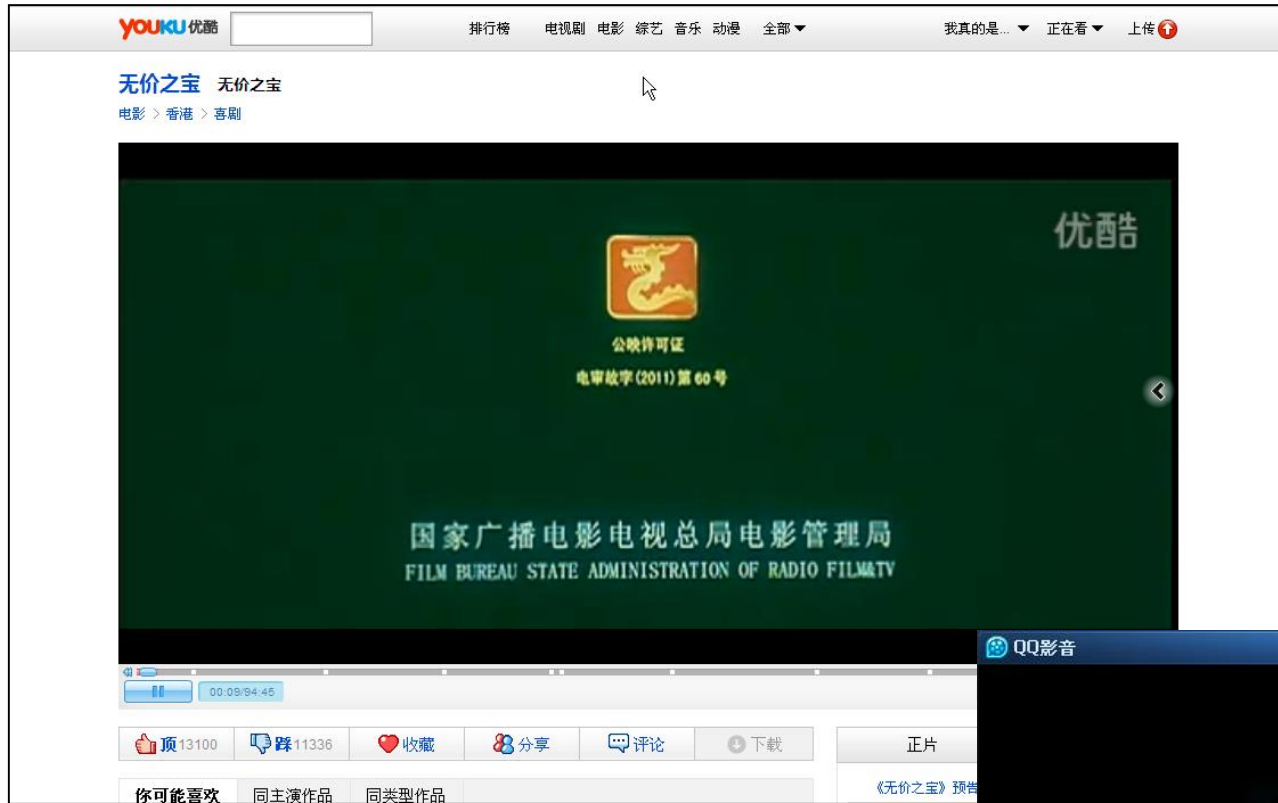 YOUKU优酷 排行榜 电视剧 电影 综艺 音乐 动漫 全部 我真的是... 正在看 上传
无价之宝 无价之宝
电影 > 香港 > 喜剧
优酷
公映许可证
电审故字(2011)第60号
国家广播电影电视总局电影管理局
FILM BUREAU STATE ADMINISTRATION OF RADIO FILM&TV
QQ影音
00:09/94:45
顶13100 踩11336 收藏 分享 评论 下载 正片
你可能喜欢 同主演作品 同类型作品 《无价之宝》预告